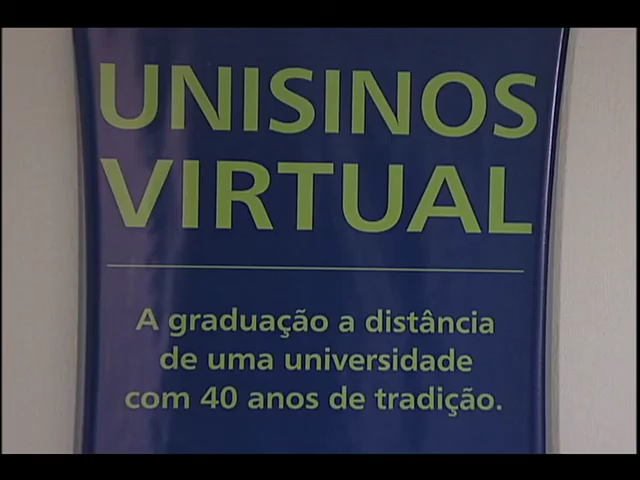 UNISINOS
VIRTUAL
A graduação a distância
de uma universidade
com 40 anos de tradição.